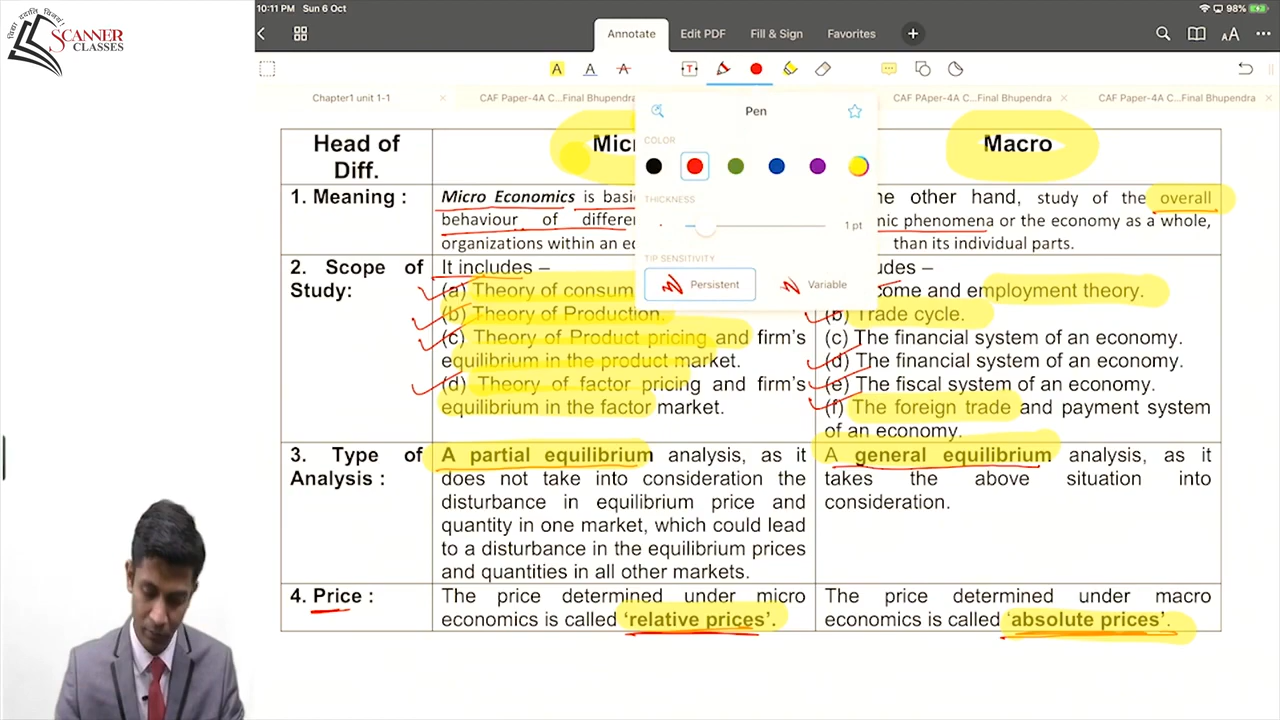 SCANNER
CLASSES
10:11 PM Sun 6 Oct
98%
Annotate Edit PDF Fill & Sign Favorites
Chapter1 unit 1-1
CAF Paper-4A C...Final Bhupendra
CAF PAper-4A C...Final Bhupendra
CAF Paper-4A C...Final Bhupendra
Pen
COLOR
THICKNESS
1 pt
TIP SENSITIVITY
Persistent
Variable
Head of
Diff.
Macro
1. Meaning :
Micro Economics is basi
behaviour of differe
organizations within an ec
ne other hand, study of the overall
mic phenomena or the economy as a whole,
than its individual parts.
2. Scope of
Study:
It includes –
(a) Theory of consum
(b) Theory of Production.
(c) Theory of Product pricing and firm's
equilibrium in the product market.
(d) Theory of factor pricing and firm's
equilibrium in the factor market.
udes –
come and employment theory.
(b) Trade cycle.
(c) The financial system of an economy.
(d) The financial system of an economy.
(e) The fiscal system of an economy.
(f) The foreign trade and payment system
of an economy.
3. Type of
Analysis :
A partial equilibrium analysis, as it
does not take into consideration the
disturbance in equilibrium price and
quantity in one market, which could lead
to a disturbance in the equilibrium prices
and quantities in all other markets.
A general equilibrium analysis, as it
takes the above situation into
consideration.
4. Price :
The price determined under micro
economics is called 'relative prices'.
The price determined under macro
economics is called 'absolute prices'.